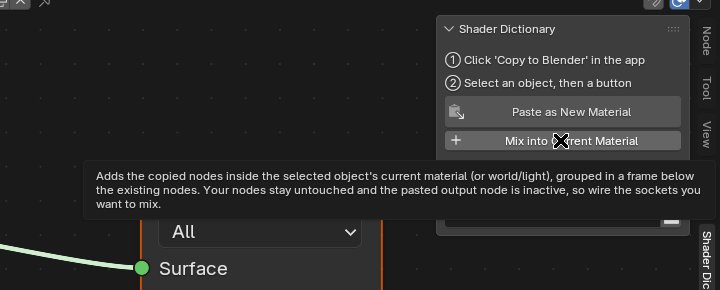 Shader Dictionary
1 Click 'Copy to Blender' in the app
2 Select an object, then a button
Paste as New Material
Mix into Current Material
Adds the copied nodes inside the selected object's current material (or world/light), grouped in a frame below
the existing nodes. Your nodes stay untouched and the pasted output node is inactive, so wire the sockets you
want to mix.
All
Surface
Node
Tool
View
Shader Dic